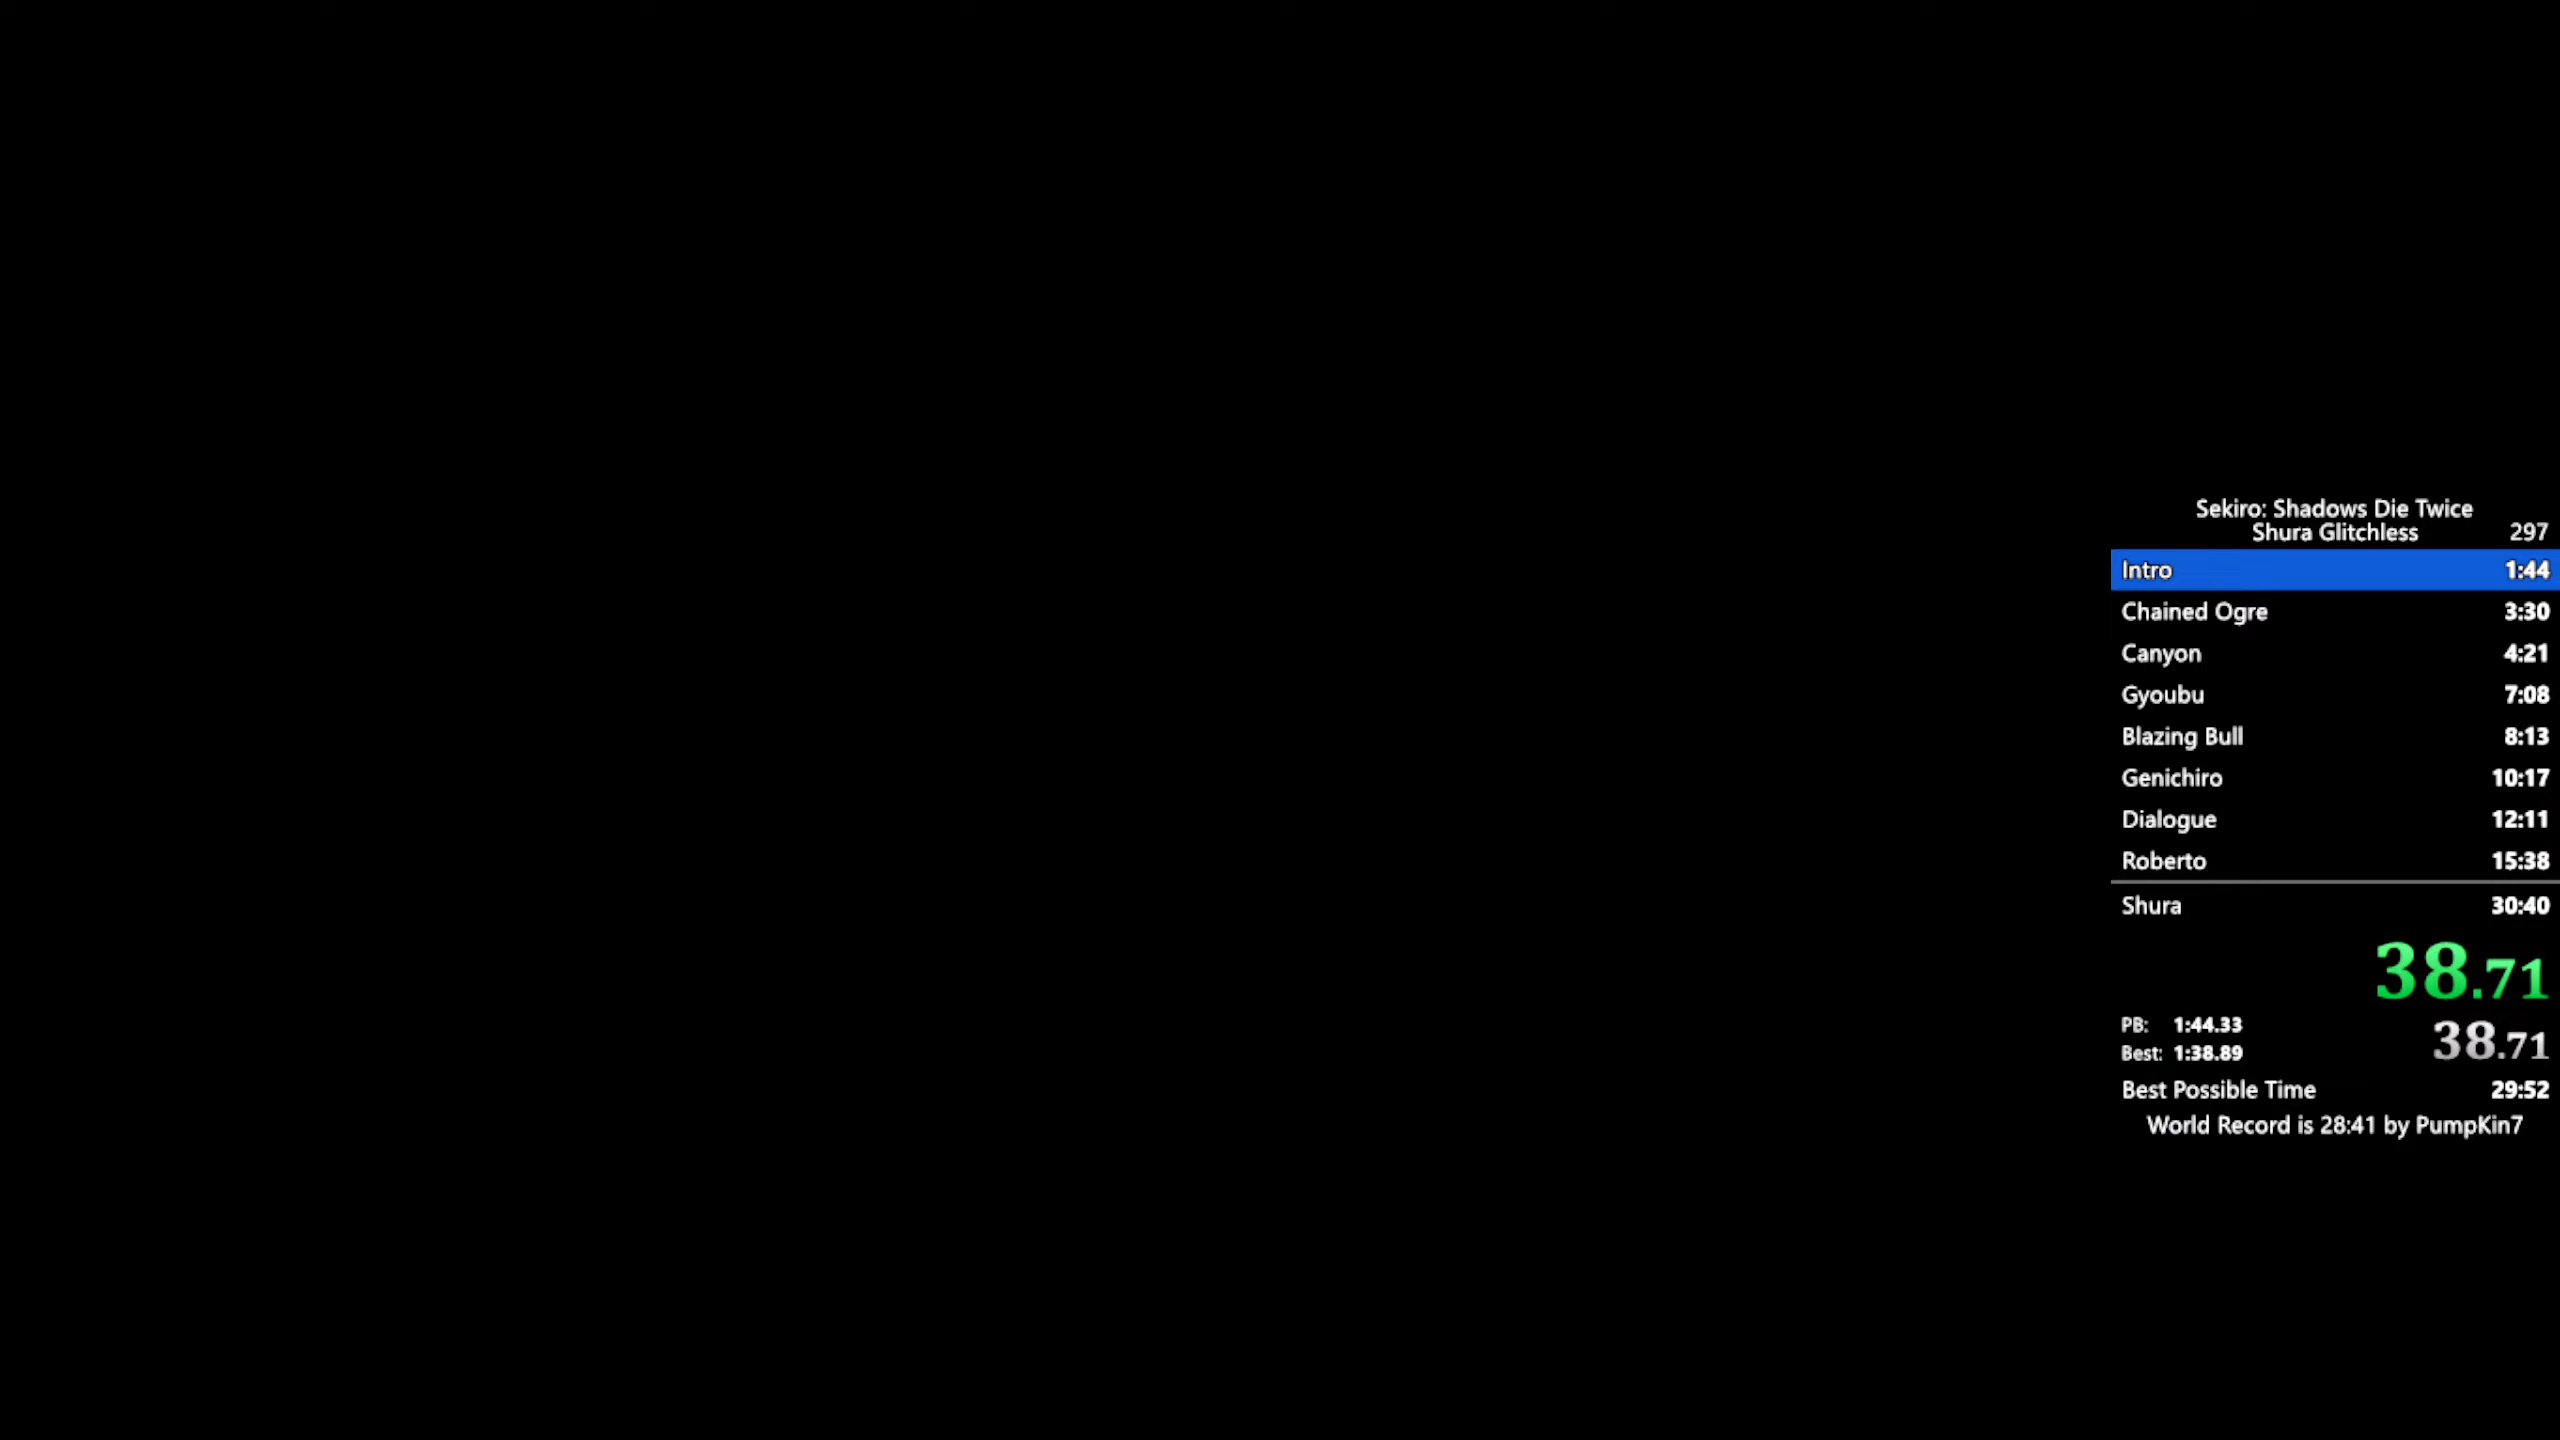 Sekiro: Shadows Die Twice
Shura Glitchless 297
Intro 1:44
Chained Ogre 3:30
Canyon 4:21
Gyoubu 7:08
Blazing Bull 8:13
Genichiro 10:17
Dialogue 12:11
Roberto 15:38
Shura 30:40
38.71
PB: 1:44.33 38.71
Best: 1:38.89
Best Possible Time 29:52
World Record is 28:41 by PumpKin7